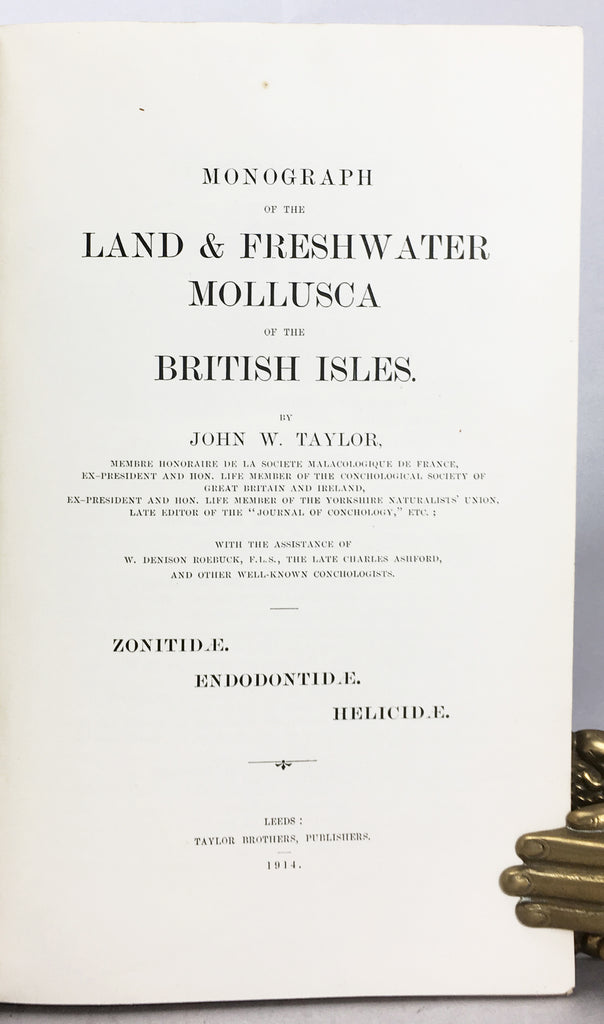 MONOGRAPH
OF THE
LAND & FRESHWATER
MOLLUSCA
OF THE
BRITISH ISLES.
BY
JOHN W. TAYLOR,
MEMBRE HONORAIRE DE LA SOCIETE MALACOLOGIQUE DE FRANCE,
EX-PRESIDENT AND HON. LIFE MEMBER OF THE CONCHOLOGICAL SOCIETY OF
GREAT BRITAIN AND IRELAND,
EX-PRESIDENT AND HON. LIFE MEMBER OF THE YORKSHIRE NATURALISTS' UNION,
LATE EDITOR OF THE "JOURNAL OF CONCHOLOGY," ETC. ;
WITH THE ASSISTANCE OF
W. DENISON ROEBUCK, F.L.S., THE LATE CHARLES ASHFORD,
AND OTHER WELL-KNOWN CONCHOLOGISTS.
ZONITIDÆ.
ENDODONTIDÆ.
HELICIDÆ.
LEEDS :
TAYLOR BROTHERS, PUBLISHERS.
1914.